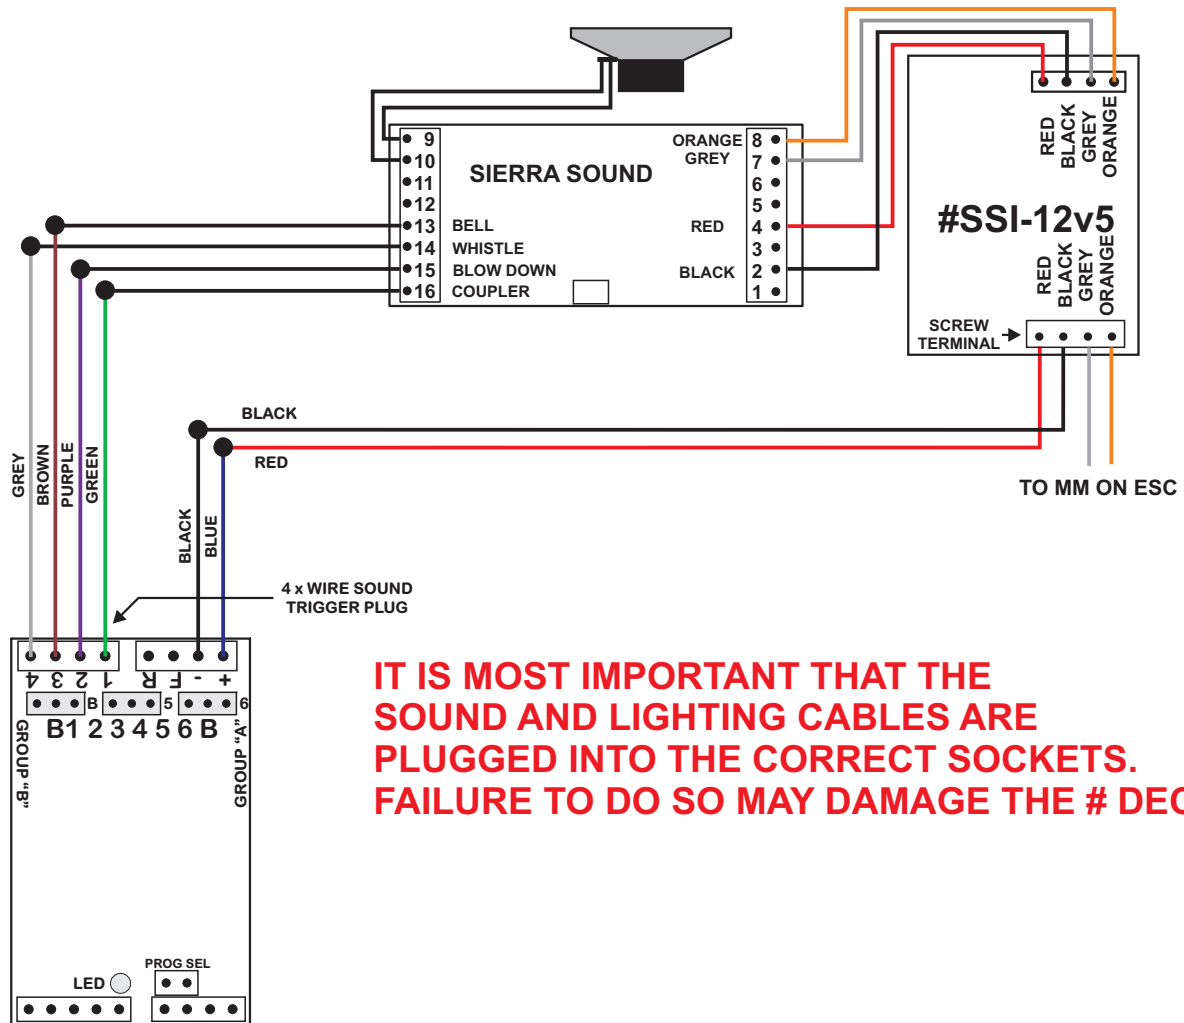 9
10
11
12
13
14
15
16
BELL
WHISTLE
BLOW DOWN
COUPLER
SIERRA SOUND
ORANGE
GREY
RED
BLACK
8
7
6
5
4
3
2
1
RED
BLACK
GREY
ORANGE
#SSI-12v5
RED
BLACK
GREY
ORANGE
SCREW
TERMINAL
TO MM ON ESC
BLACK
RED
GREY
BROWN
PURPLE
GREEN
BLACK
BLUE
4 x WIRE SOUND
TRIGGER PLUG
4 3 2 1 R F - +
B 5 6
B1 2 3 4 5 6 B
GROUP "B"
GROUP "A"
IT IS MOST IMPORTANT THAT THE
SOUND AND LIGHTING CABLES ARE
PLUGGED INTO THE CORRECT SOCKETS.
FAILURE TO DO SO MAY DAMAGE THE # DEC
PROG SEL
LED